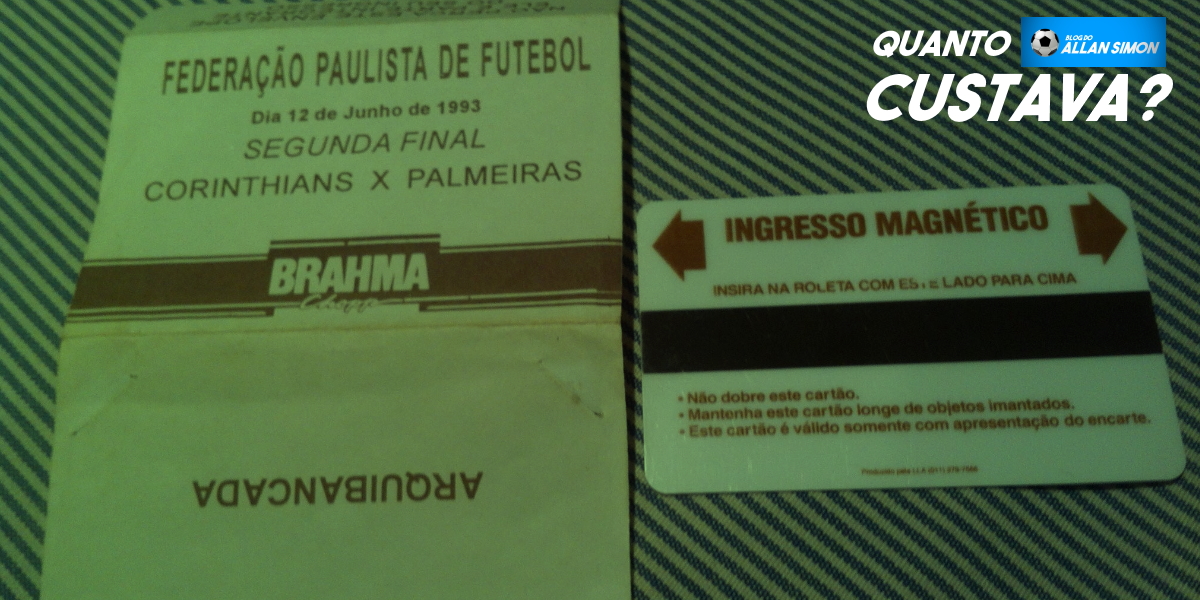 FEDERAÇÃO PAULISTA DE FUTEBOL
Dia 12 de Junho de 1993
SEGUNDA FINAL
CORINTHIANS X PALMEIRAS
BRAHMA
Chopp
ARQUIBANCADA
QUANTO
BLOG DO
ALLAN SIMON
CUSTAVA?
INGRESSO MAGNÉTICO
INSIRA NA ROLETA COM ESTE LADO PARA CIMA
• Não dobre este cartão.
• Mantenha este cartão longe de objetos imantados.
• Este cartão é válido somente com apresentação do encarte.